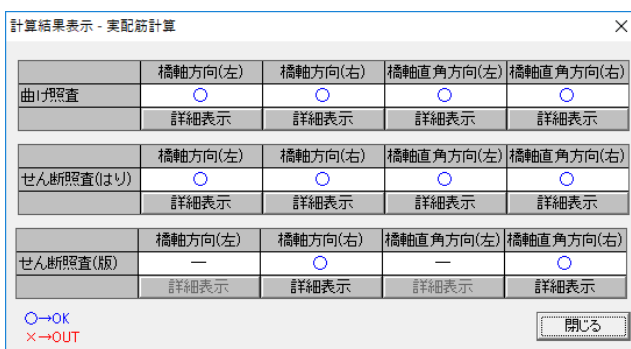 計算結果表示 - 実配筋計算 ×
橋軸方向(左) 橋軸方向(右) 橋軸直角方向(左) 橋軸直角方向(右)
曲げ照査 ○ ○ ○ ○
詳細表示 詳細表示 詳細表示 詳細表示
橋軸方向(左) 橋軸方向(右) 橋軸直角方向(左) 橋軸直角方向(右)
せん断照査(はり) ○ ○ ○ ○
詳細表示 詳細表示 詳細表示 詳細表示
橋軸方向(左) 橋軸方向(右) 橋軸直角方向(左) 橋軸直角方向(右)
せん断照査(版) ― ○ ― ○
詳細表示 詳細表示 詳細表示 詳細表示
○→OK
×→OUT
閉じる